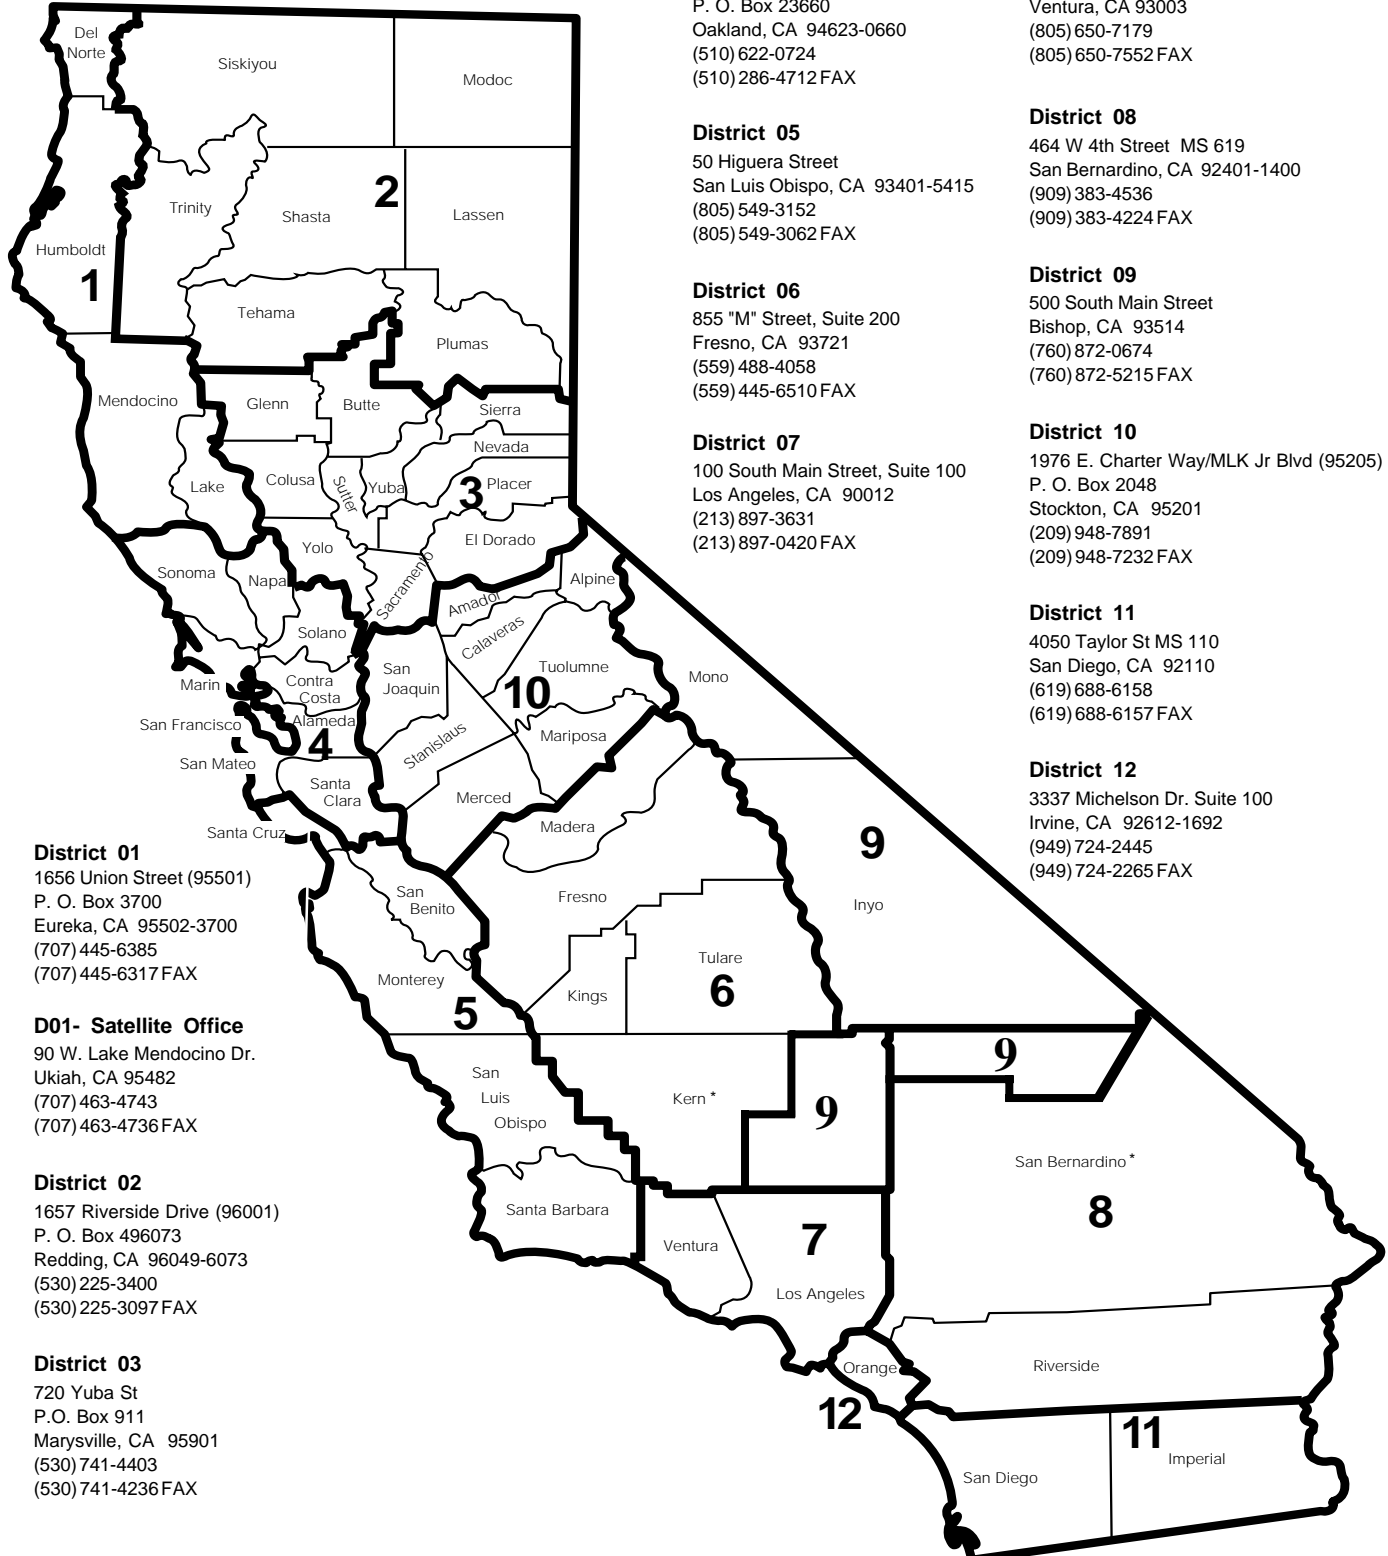 P. O. Box 23660
Oakland, CA 94623-0660
(510) 622-0724
(510) 286-4712 FAX
District 05
50 Higuera Street
San Luis Obispo, CA 93401-5415
(805) 549-3152
(805) 549-3062 FAX
District 06
855 "M" Street, Suite 200
Fresno, CA 93721
(559) 488-4058
(559) 445-6510 FAX
District 07
100 South Main Street, Suite 100
Los Angeles, CA 90012
(213) 897-3631
(213) 897-0420 FAX
Ventura, CA 93003
(805) 650-7179
(805) 650-7552 FAX
District 08
464 W 4th Street MS 619
San Bernardino, CA 92401-1400
(909) 383-4536
(909) 383-4224 FAX
District 09
500 South Main Street
Bishop, CA 93514
(760) 872-0674
(760) 872-5215 FAX
District 10
1976 E. Charter Way/MLK Jr Blvd (95205)
P. O. Box 2048
Stockton, CA 95201
(209) 948-7891
(209) 948-7232 FAX
District 11
4050 Taylor St MS 110
San Diego, CA 92110
(619) 688-6158
(619) 688-6157 FAX
District 12
3337 Michelson Dr. Suite 100
Irvine, CA 92612-1692
(949) 724-2445
(949) 724-2265 FAX
District 01
1656 Union Street (95501)
P. O. Box 3700
Eureka, CA 95502-3700
(707) 445-6385
(707) 445-6317 FAX
D01- Satellite Office
90 W. Lake Mendocino Dr.
Ukiah, CA 95482
(707) 463-4743
(707) 463-4736 FAX
District 02
1657 Riverside Drive (96001)
P. O. Box 496073
Redding, CA 96049-6073
(530) 225-3400
(530) 225-3097 FAX
District 03
720 Yuba St
P.O. Box 911
Marysville, CA 95901
(530) 741-4403
(530) 741-4236 FAX
Del
Norte
Siskiyou
Modoc
Trinity
Shasta
2
Lassen
Humboldt
1
Tehama
Plumas
Mendocino
Glenn
Butte
Sierra
Nevada
Lake
Colusa
Sutter
Yuba
3
Placer
Yolo
El Dorado
Sonoma
Napa
Sacramento
Amador
Alpine
Solano
Calaveras
Marin
Contra
Costa
San
Joaquin
Tuolumne
Mono
10
San Francisco
Alameda
4
Stanislaus
Mariposa
San Mateo
Santa
Clara
Merced
Santa Cruz
Madera
9
San
Benito
Fresno
Inyo
Monterey
5
Kings
Tulare
6
San
Luis
Obispo
Kern *
9
9
San Bernardino *
8
Santa Barbara
Ventura
7
Los Angeles
Orange
Riverside
12
11
San Diego
Imperial